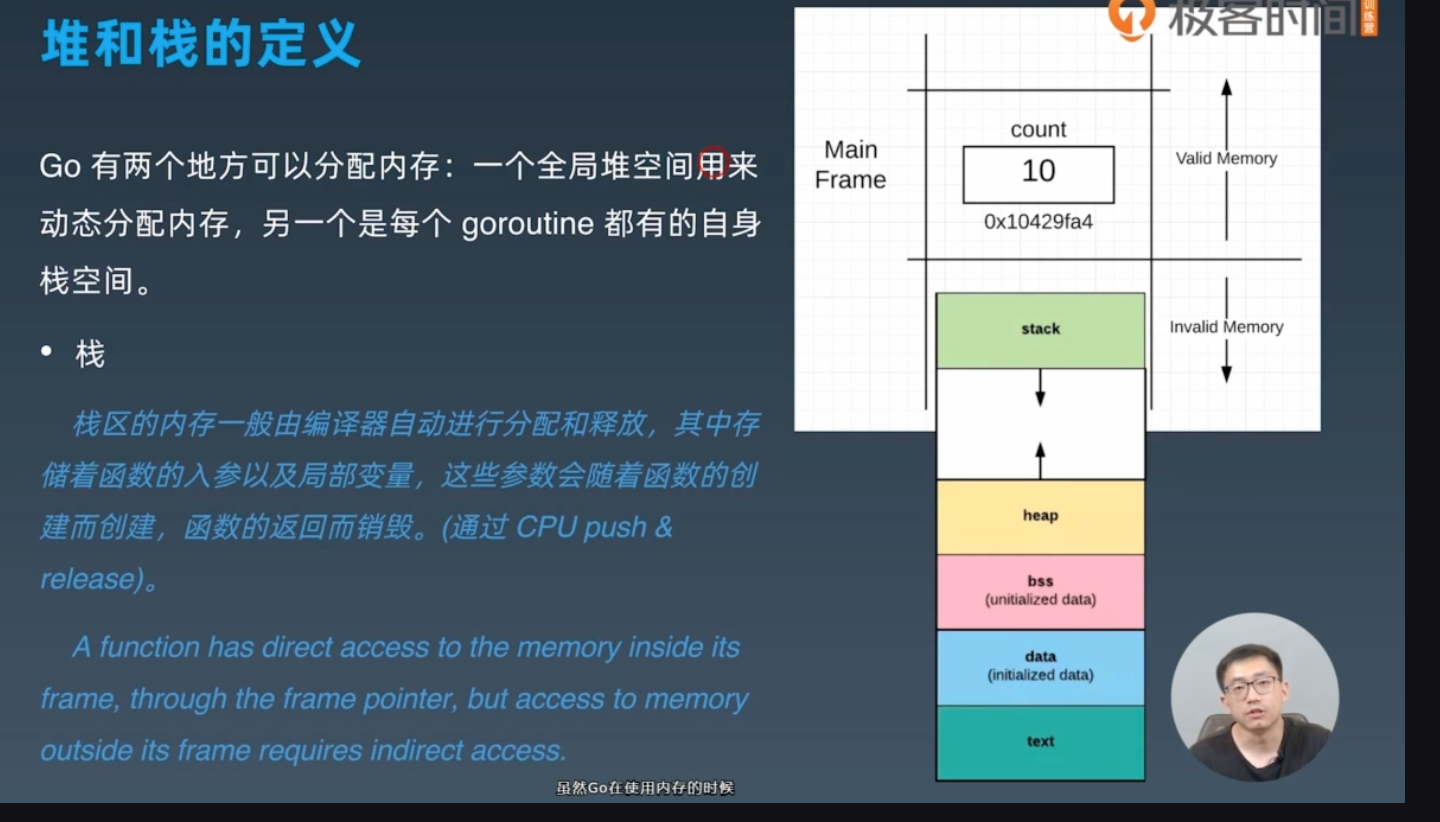 堆和栈的定义
极客时间
训练营
Go 有两个地方可以分配内存：一个全局堆空间用来
动态分配内存，另一个是每个 goroutine 都有的自身
栈空间。
• 栈
栈区的内存一般由编译器自动进行分配和释放，其中存
储着函数的入参以及局部变量，这些参数会随着函数的创
建而创建，函数的返回而销毁。(通过 CPU push &
release)。
A function has direct access to the memory inside its
frame, through the frame pointer, but access to memory
outside its frame requires indirect access.
Main
Frame
count
10
0x10429fa4
Valid Memory
Invalid Memory
stack
heap
bss
(unitialized data)
data
(initialized data)
text
虽然Go在使用内存的时候